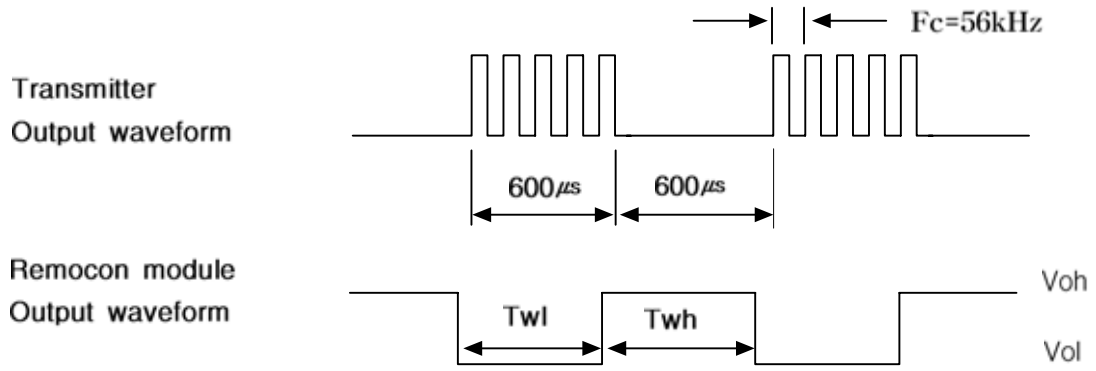 Fc=56kHz
Transmitter
Output waveform
600㎲ 600㎲
Remocon module
Output waveform
Voh
Twl Twh
Vol